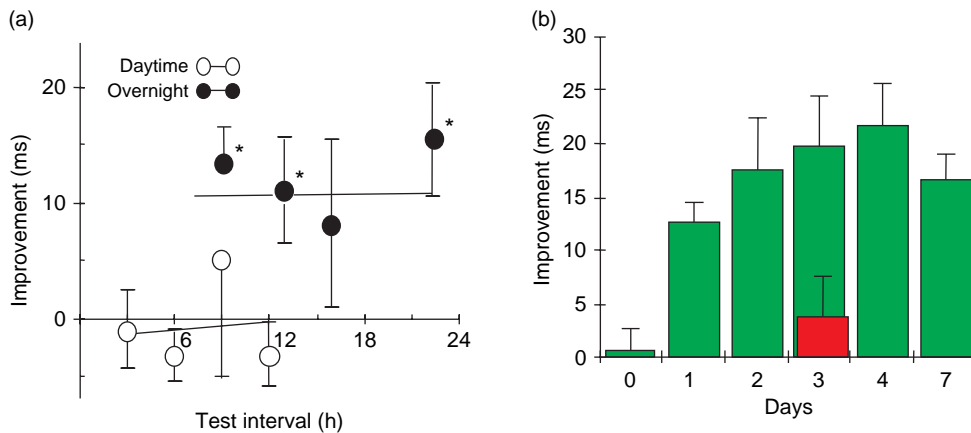 (a)
Daytime
Overnight
Improvement (ms)
20
10
0
6
12
18
24
*
*
*
Test interval (h)
(b)
Improvement (ms)
30
25
20
15
10
5
0
0
1
2
3
4
7
Days